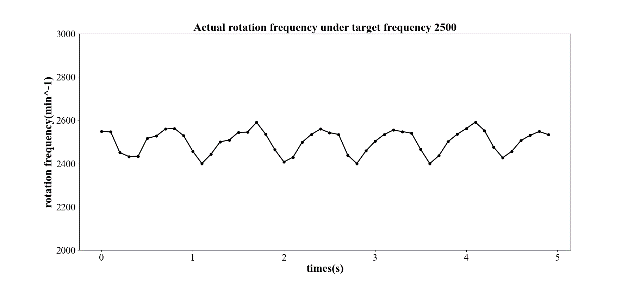 Actual rotation frequency under target frequency 2500
3000
2800
2600
2400
2200
2000
rotation frequency(min^-1)
0 1 2 3 4 5
times(s)